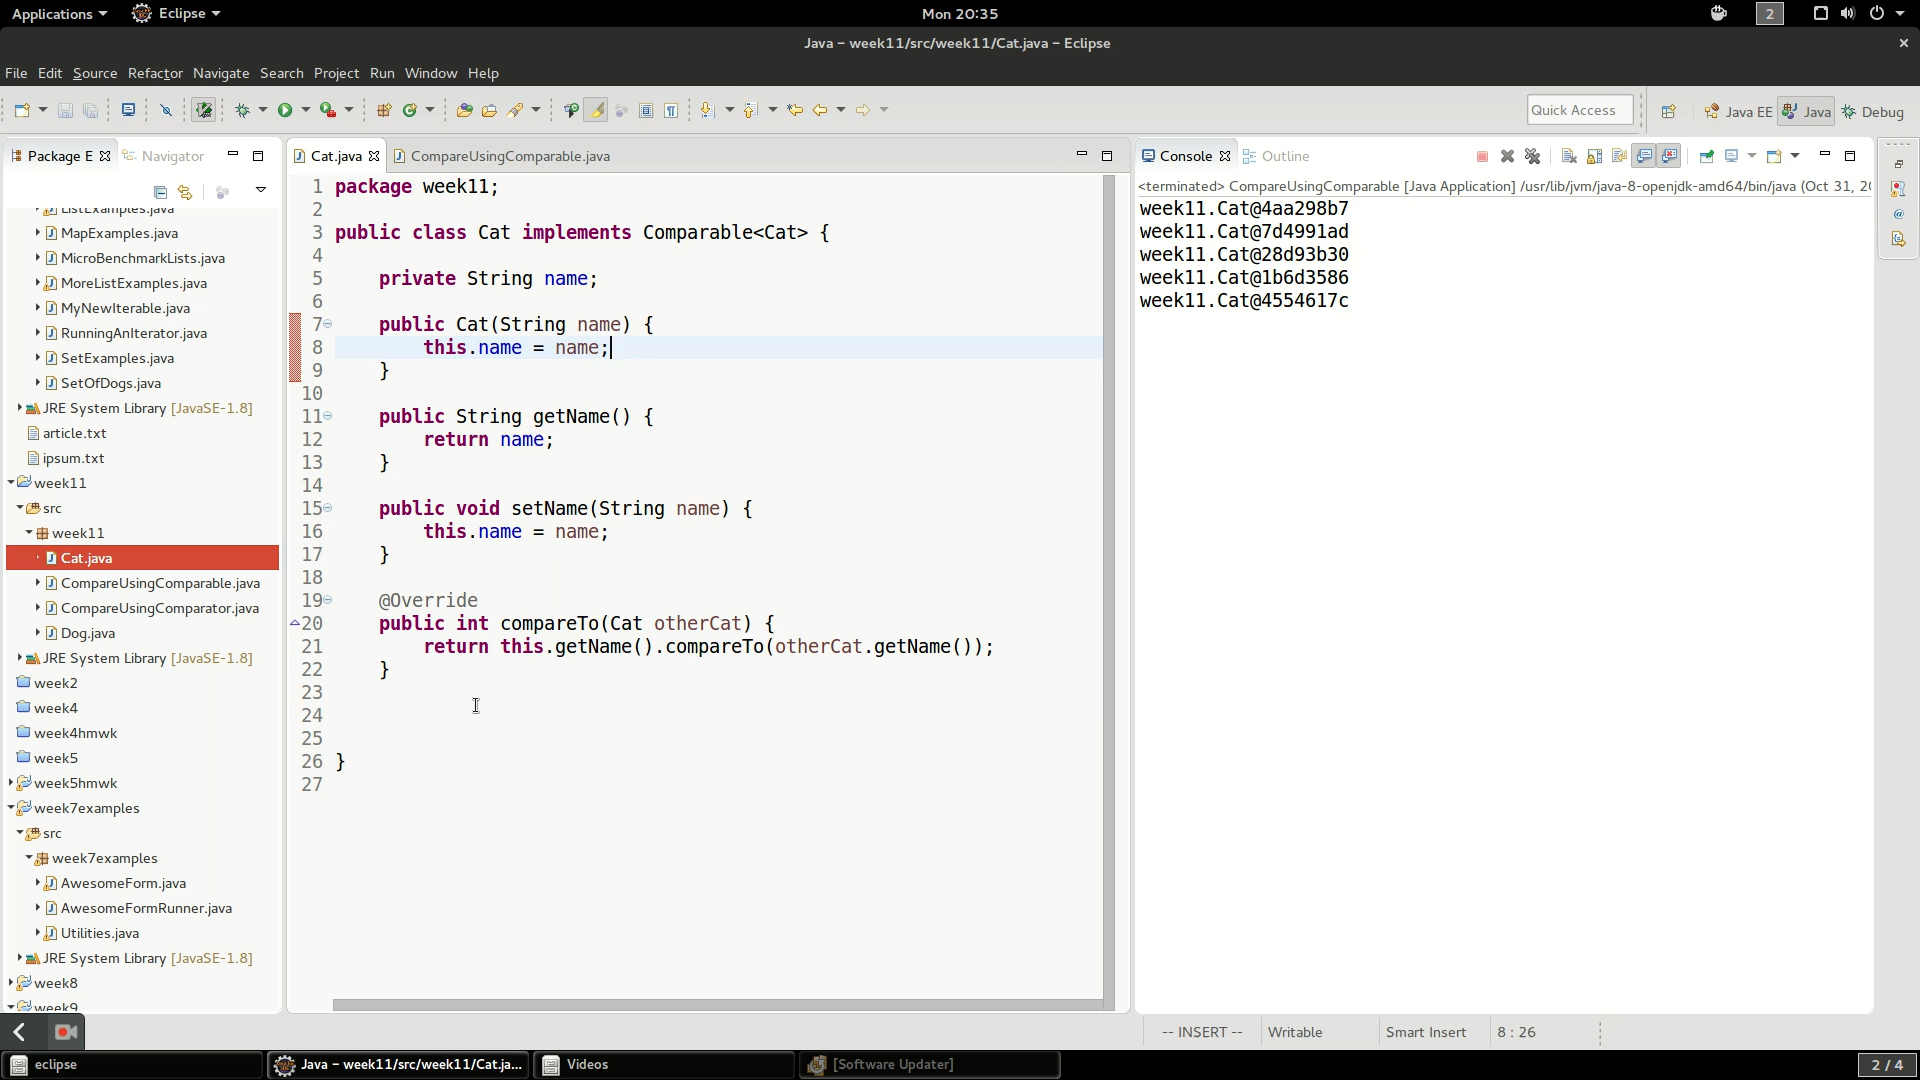 Applications
Eclipse
Mon 20:35
2
Java – week11/src/week11/Cat.java – Eclipse
File Edit Source Refactor Navigate Search Project Run Window Help
Quick Access
Java EE
Java
Debug
Package E
Navigator
Cat.java
CompareUsingComparable.java
Console
Outline
ListExamples.java
MapExamples.java
MicroBenchmarkLists.java
MoreListExamples.java
MyNewIterable.java
RunningAnIterator.java
SetExamples.java
SetOfDogs.java
JRE System Library [JavaSE-1.8]
article.txt
ipsum.txt
week11
src
week11
Cat.java
CompareUsingComparable.java
CompareUsingComparator.java
Dog.java
JRE System Library [JavaSE-1.8]
week2
week4
week4hmwk
week5
week5hmwk
week7examples
src
week7examples
AwesomeForm.java
AwesomeFormRunner.java
Utilities.java
JRE System Library [JavaSE-1.8]
week8
week9
1 package week11;
2
3 public class Cat implements Comparable<Cat> {
4
5 private String name;
6
7 public Cat(String name) {
8 this.name = name;
9 }
10
11 public String getName() {
12 return name;
13 }
14
15 public void setName(String name) {
16 this.name = name;
17 }
18
19 @Override
20 public int compareTo(Cat otherCat) {
21 return this.getName().compareTo(otherCat.getName());
22 }
23
24
25
26 }
27
<terminated> CompareUsingComparable [Java Application] /usr/lib/jvm/java-8-openjdk-amd64/bin/java (Oct 31, 20
week11.Cat@4aa298b7
week11.Cat@7d4991ad
week11.Cat@28d93b30
week11.Cat@1b6d3586
week11.Cat@4554617c
-- INSERT --
Writable
Smart Insert
8 : 26
eclipse
Java – week11/src/week11/Cat.ja...
Videos
[Software Updater]
2 / 4